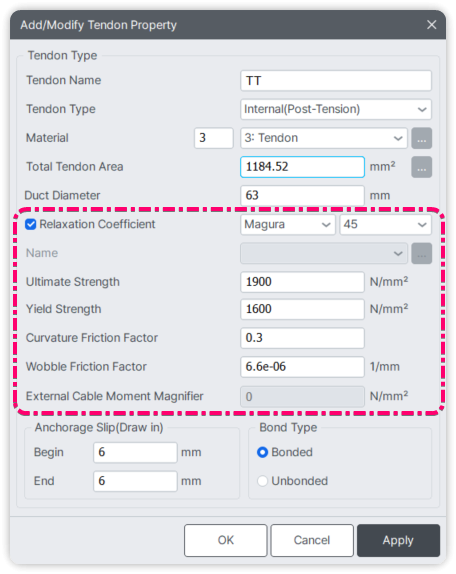 Add/Modify Tendon Property
Tendon Type
Tendon Name TT
Tendon Type Internal(Post-Tension)
Material 3 3: Tendon ...
Total Tendon Area 1184.52 mm² ...
Duct Diameter 63 mm
Relaxation Coefficient Magura 45
Name ...
Ultimate Strength 1900 N/mm²
Yield Strength 1600 N/mm²
Curvature Friction Factor 0.3
Wobble Friction Factor 6.6e-06 1/mm
External Cable Moment Magnifier 0 N/mm²
Anchorage Slip(Draw in) Bond Type
Begin 6 mm Bonded
End 6 mm Unbonded
OK Cancel Apply